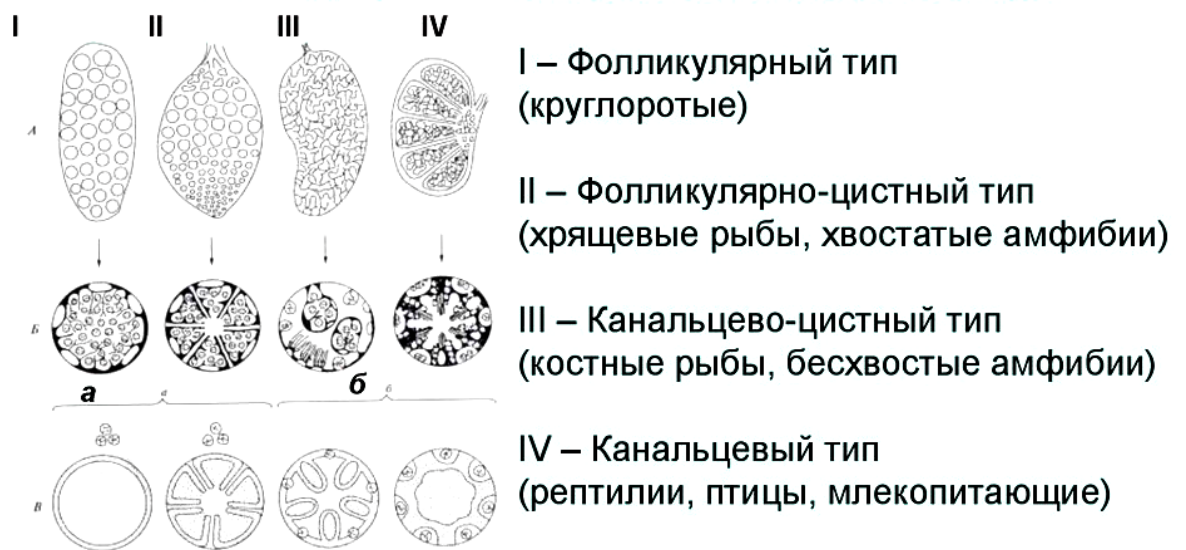 I II III IV
А
Б
В
а а б б
I – Фолликулярный тип
(круглоротые)
II – Фолликулярно-цистный тип
(хрящевые рыбы, хвостатые амфибии)
III – Канальцево-цистный тип
(костные рыбы, бесхвостые амфибии)
IV – Канальцевый тип
(рептилии, птицы, млекопитающие)